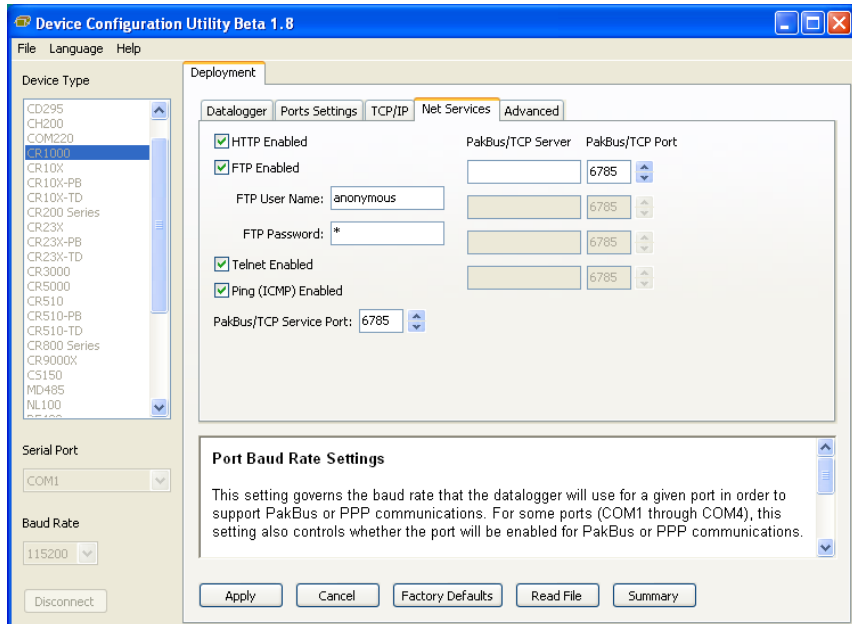 Device Configuration Utility Beta 1.8
File Language Help
Device Type
CD295
CH200
COM220
CR1000
CR10X
CR10X-PB
CR10X-TD
CR200 Series
CR23X
CR23X-PB
CR23X-TD
CR3000
CR5000
CR510
CR510-PB
CR510-TD
CR800 Series
CR9000X
CS150
MD485
NL100
Serial Port
COM1
Baud Rate
115200
Disconnect
Deployment
Datalogger Ports Settings TCP/IP Net Services Advanced
HTTP Enabled
FTP Enabled
FTP User Name: anonymous
FTP Password: *
Telnet Enabled
Ping (ICMP) Enabled
PakBus/TCP Service Port: 6785
PakBus/TCP Server PakBus/TCP Port
6785
6785
6785
6785
Port Baud Rate Settings
This setting governs the baud rate that the datalogger will use for a given port in order to
support PakBus or PPP communications. For some ports (COM1 through COM4), this
setting also controls whether the port will be enabled for PakBus or PPP communications.
Apply Cancel Factory Defaults Read File Summary